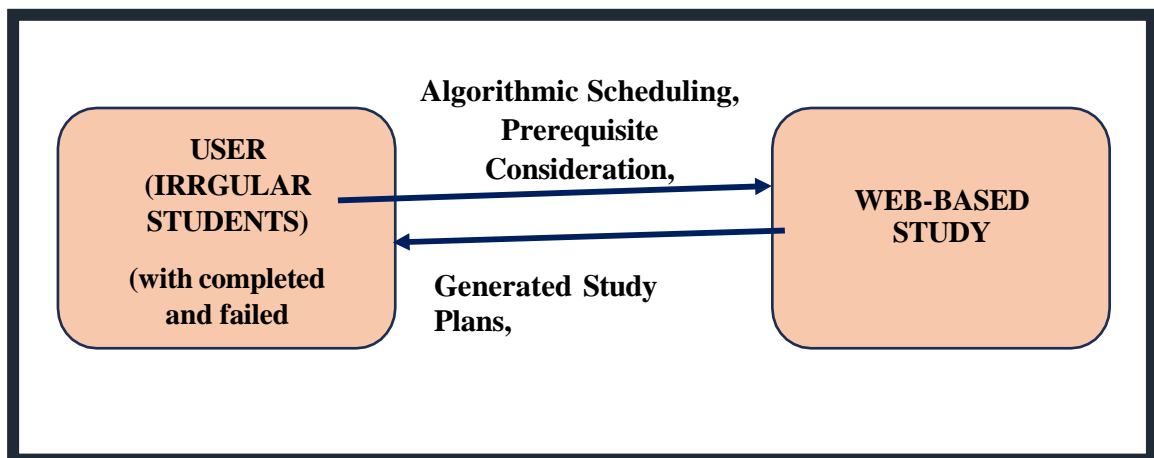 Algorithmic Scheduling,
Prerequisite
Consideration,
USER
(IRRGULAR
STUDENTS)
(with completed
and failed
WEB-BASED
STUDY
Generated Study
Plans,